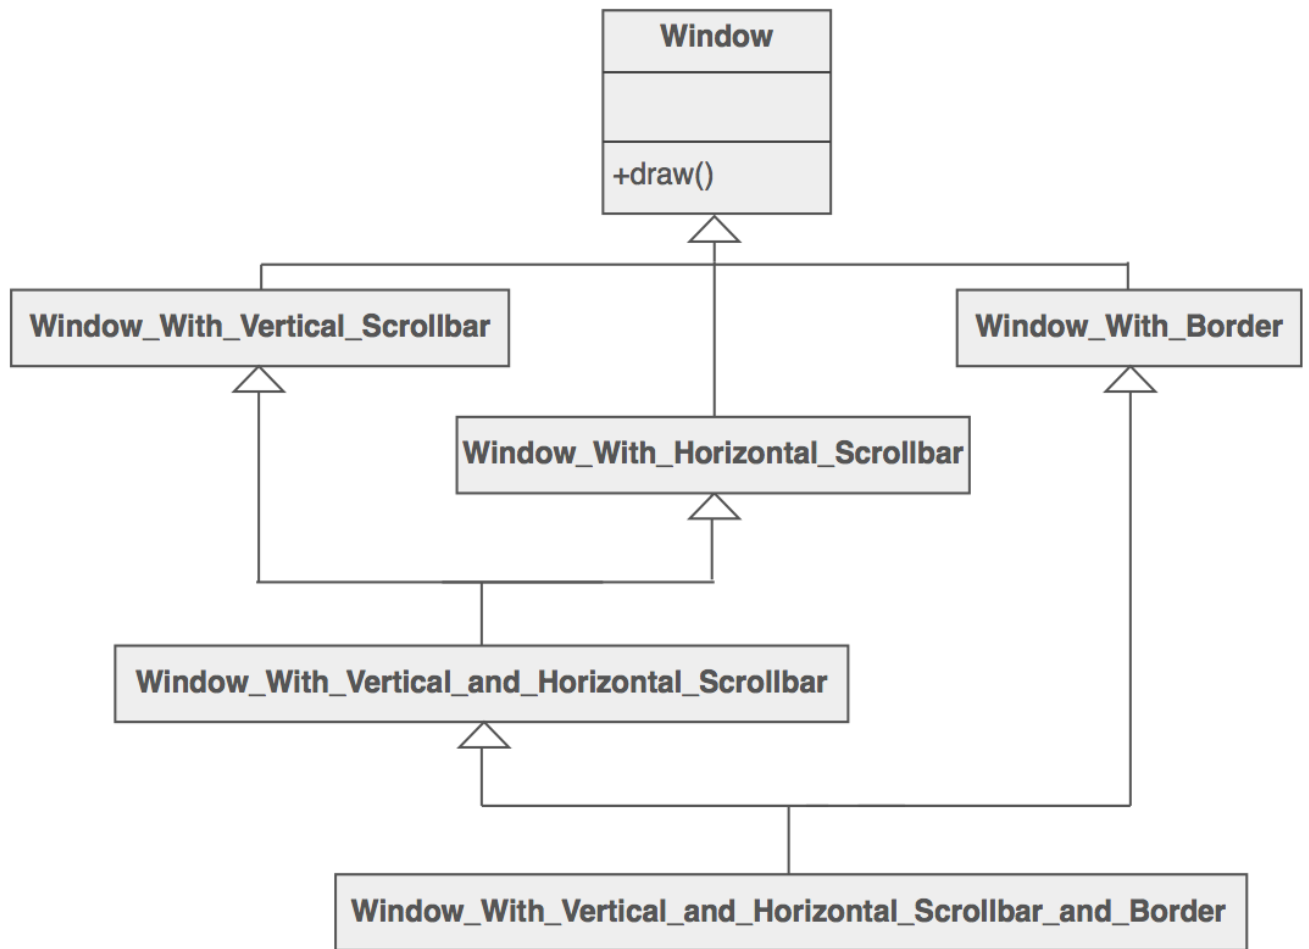 Window
+draw()
Window_With_Vertical_Scrollbar
Window_With_Border
Window_With_Horizontal_Scrollbar
Window_With_Vertical_and_Horizontal_Scrollbar
Window_With_Vertical_and_Horizontal_Scrollbar_and_Border